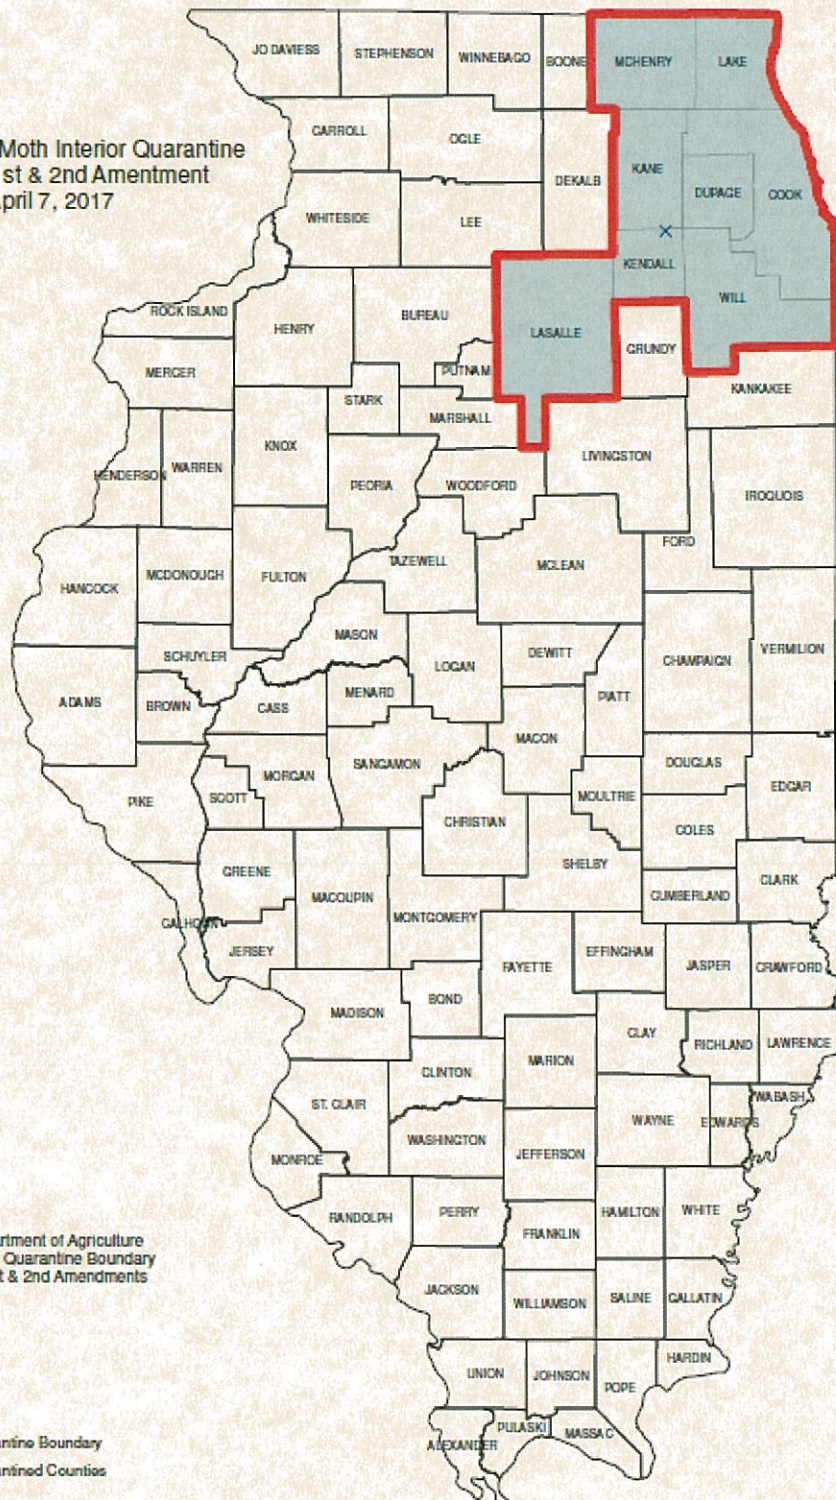 JO DAVIESS
STEPHENSON
WINNEBAGO
BOONE
MCHENRY
LAKE
CARROLL
OGLE
Moth Interior Quarantine
st & 2nd Amentment
pril 7, 2017
DEKALB
KANE
DUPAGE
COOK
WHITESIDE
LEE
KENDALL
WILL
ROCK ISLAND
HENRY
BUREAU
LASALLE
GRUNDY
MERCER
PUTNAM
KANKAKEE
STARK
MARSHALL
HENDERSON
WARREN
KNOX
PEORIA
WOODFORD
LIVINGSTON
IROQUOIS
FORD
HANCOCK
MCDONOUGH
FULTON
TAZEWELL
MCLEAN
MASON
SCHUYLER
LOGAN
DEWITT
CHAMPAIGN
VERMILION
ADAMS
BROWN
CASS
MENARD
PIATT
MACON
SANGAMON
DOUGLAS
PIKE
SCOTT
MORGAN
MOULTRIE
EDGAR
CHRISTIAN
COLES
SHELBY
GREENE
MACOUPIN
CUMBERLAND
CLARK
CALHOUN
MONTGOMERY
JERSEY
FAYETTE
EFFINGHAM
JASPER
CRAWFORD
MADISON
BOND
CLAY
RICHLAND
LAWRENCE
CLINTON
MARION
ST. CLAIR
WABASH
WAYNE
EDWARDS
WASHINGTON
JEFFERSON
MONROE
RANDOLPH
PERRY
HAMILTON
WHITE
FRANKLIN
rtment of Agriculture
Quarantine Boundary
t & 2nd Amendments
JACKSON
WILLIAMSON
SALINE
GALLATIN
UNION
JOHNSON
POPE
HARDIN
PULASKI
MASSAC
ALEXANDER
ntine Boundary
ntined Counties